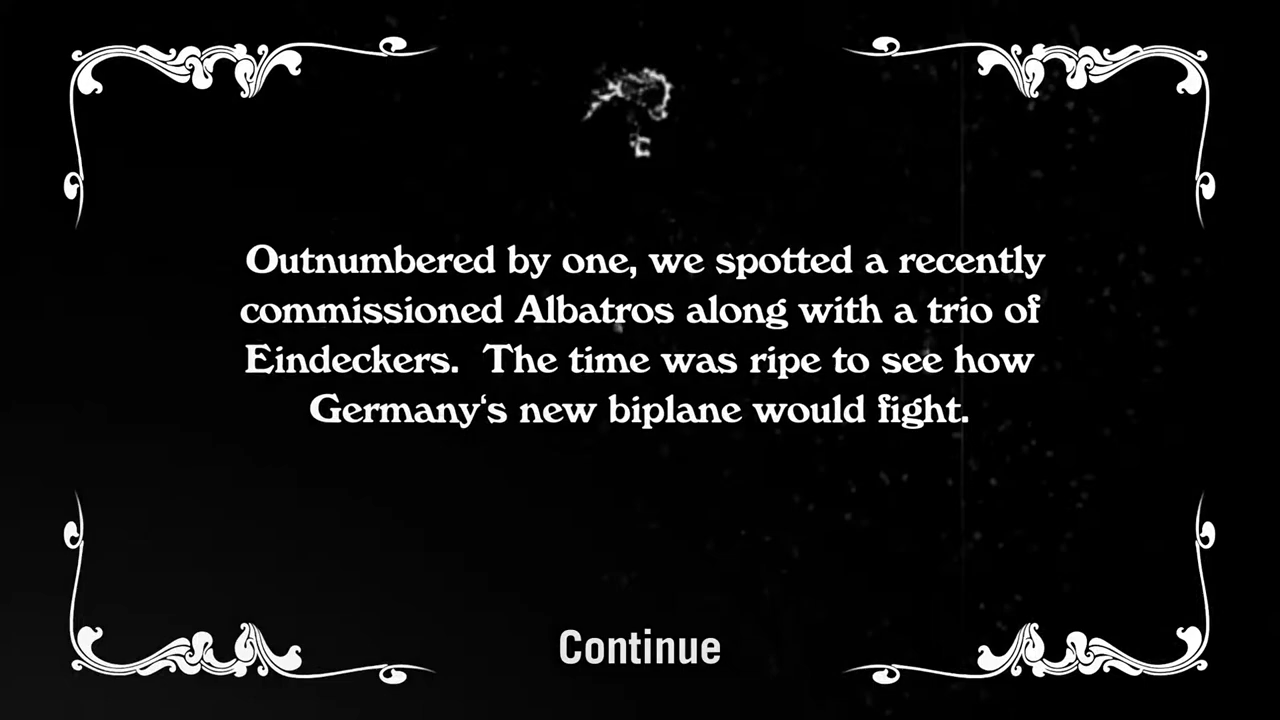 Outnumbered by one, we spotted a recently
commissioned Albatros along with a trio of
Eindeckers.  The time was ripe to see how
Germany‘s new biplane would fight.
Continue